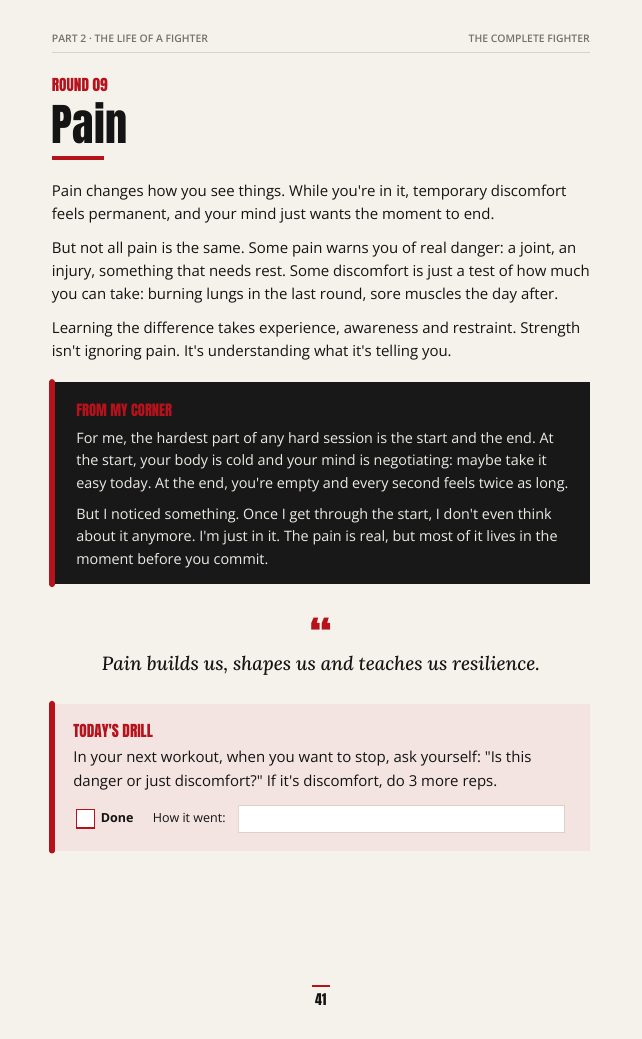 PART 2 · THE LIFE OF A FIGHTER
THE COMPLETE FIGHTER
ROUND 09
Pain
Pain changes how you see things. While you're in it, temporary discomfort
feels permanent, and your mind just wants the moment to end.
But not all pain is the same. Some pain warns you of real danger: a joint, an
injury, something that needs rest. Some discomfort is just a test of how much
you can take: burning lungs in the last round, sore muscles the day after.
Learning the difference takes experience, awareness and restraint. Strength
isn't ignoring pain. It's understanding what it's telling you.
FROM MY CORNER
For me, the hardest part of any hard session is the start and the end. At
the start, your body is cold and your mind is negotiating: maybe take it
easy today. At the end, you're empty and every second feels twice as long.
But I noticed something. Once I get through the start, I don't even think
about it anymore. I'm just in it. The pain is real, but most of it lives in the
moment before you commit.
“
Pain builds us, shapes us and teaches us resilience.
TODAY'S DRILL
In your next workout, when you want to stop, ask yourself: "Is this
danger or just discomfort?" If it's discomfort, do 3 more reps.
Done How it went:
41